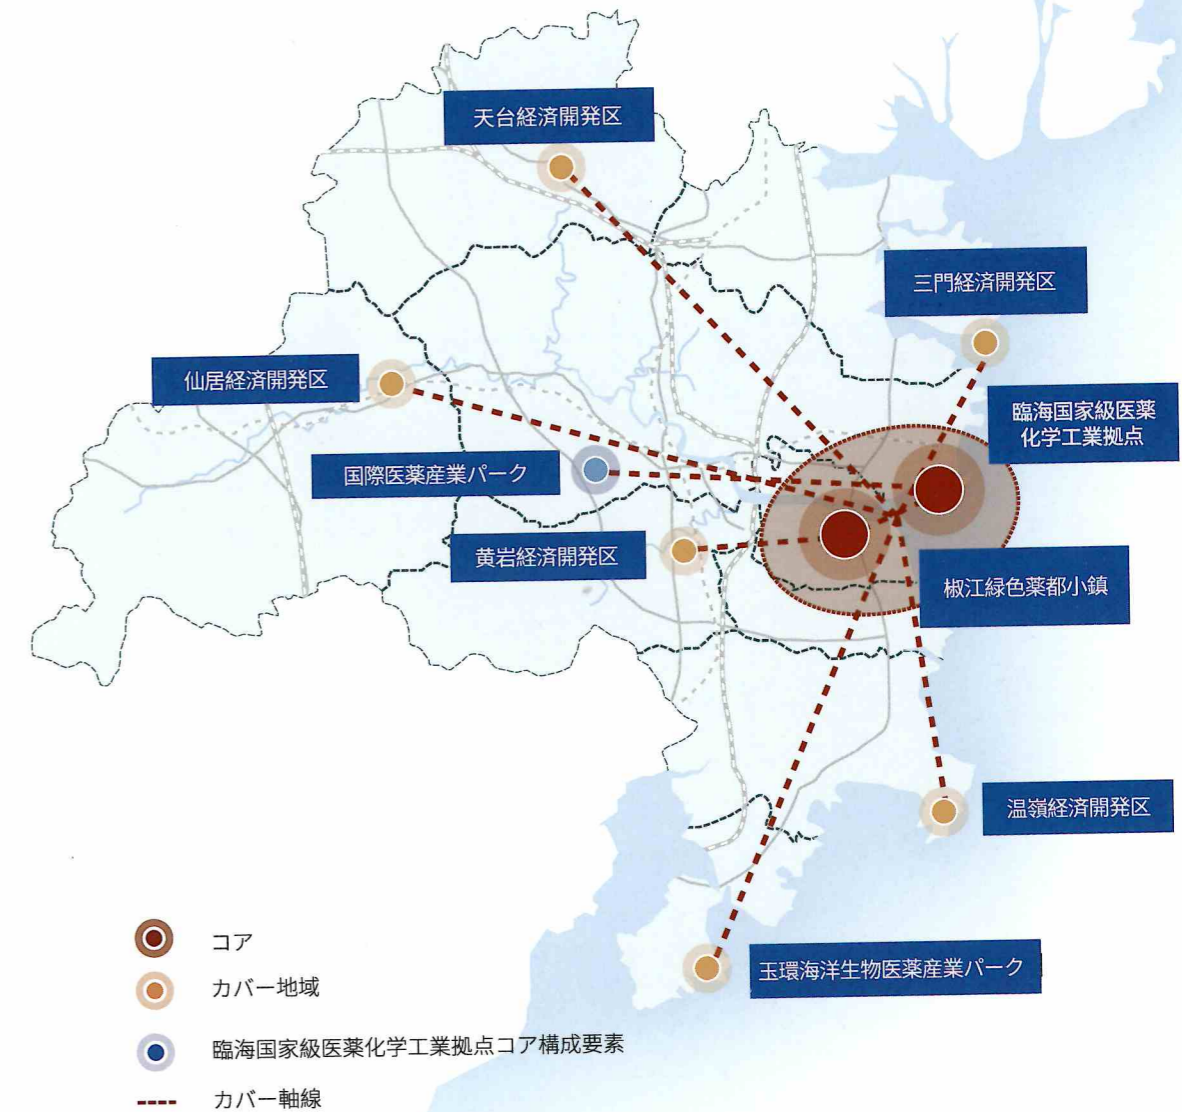 天台経済開発区
三門経済開発区
仙居経済開発区
臨海国家級医薬
化学工業拠点
国際医薬産業パーク
黄岩経済開発区
椒江緑色薬都小鎮
温嶺経済開発区
玉環海洋生物医薬産業パーク
コア
カバー地域
臨海国家級医薬化学工業拠点コア構成要素
カバー軸線